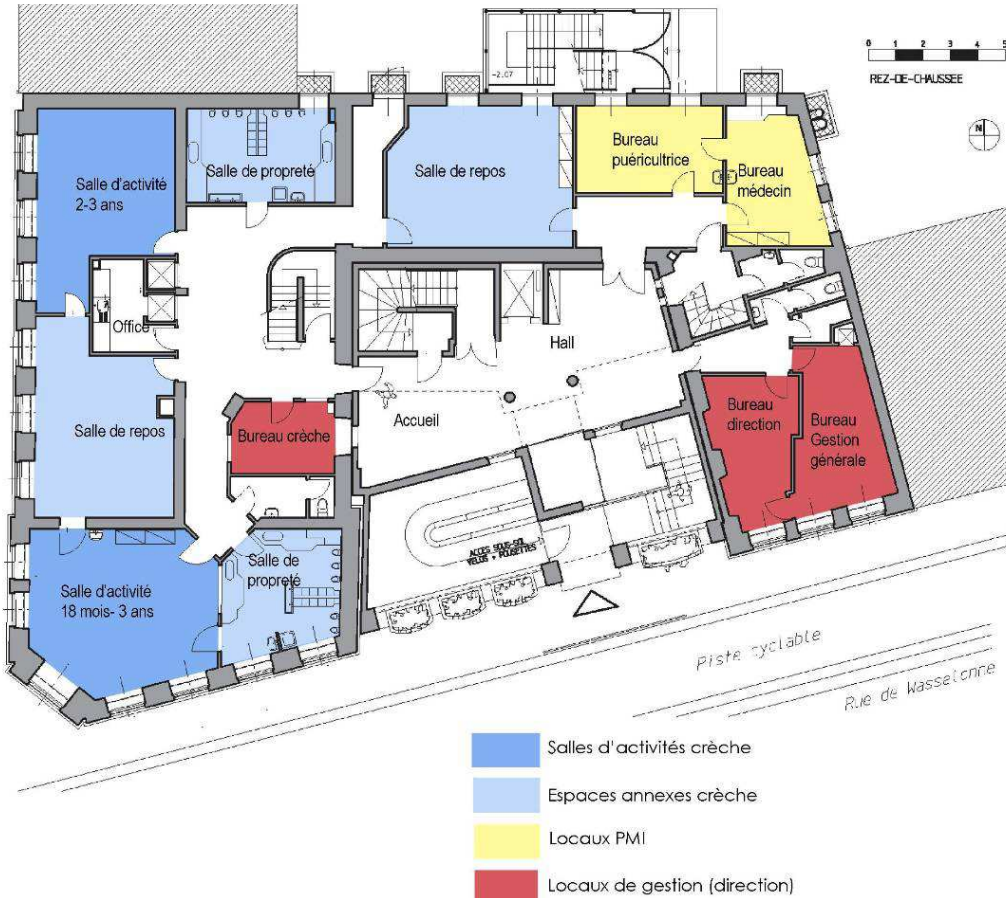 0 1 2 3 4 5
REZ-DE-CHAUSSEE
N
-2.07
Salle d'activité
2-3 ans
Salle de propreté
Salle de repos
Bureau
puéricultrice
Bureau
médecin
Office
Hall
Salle de repos
Bureau crèche
Accueil
Bureau
direction
Bureau
Gestion
générale
ACCES SOUS-SOL
VELOS + POUSETTES
Salle d'activité
18 mois- 3 ans
Salle de
propreté
Piste cyclable
Rue de Wasselonne
Salles d'activités crèche
Espaces annexes crèche
Locaux PMI
Locaux de gestion (direction)